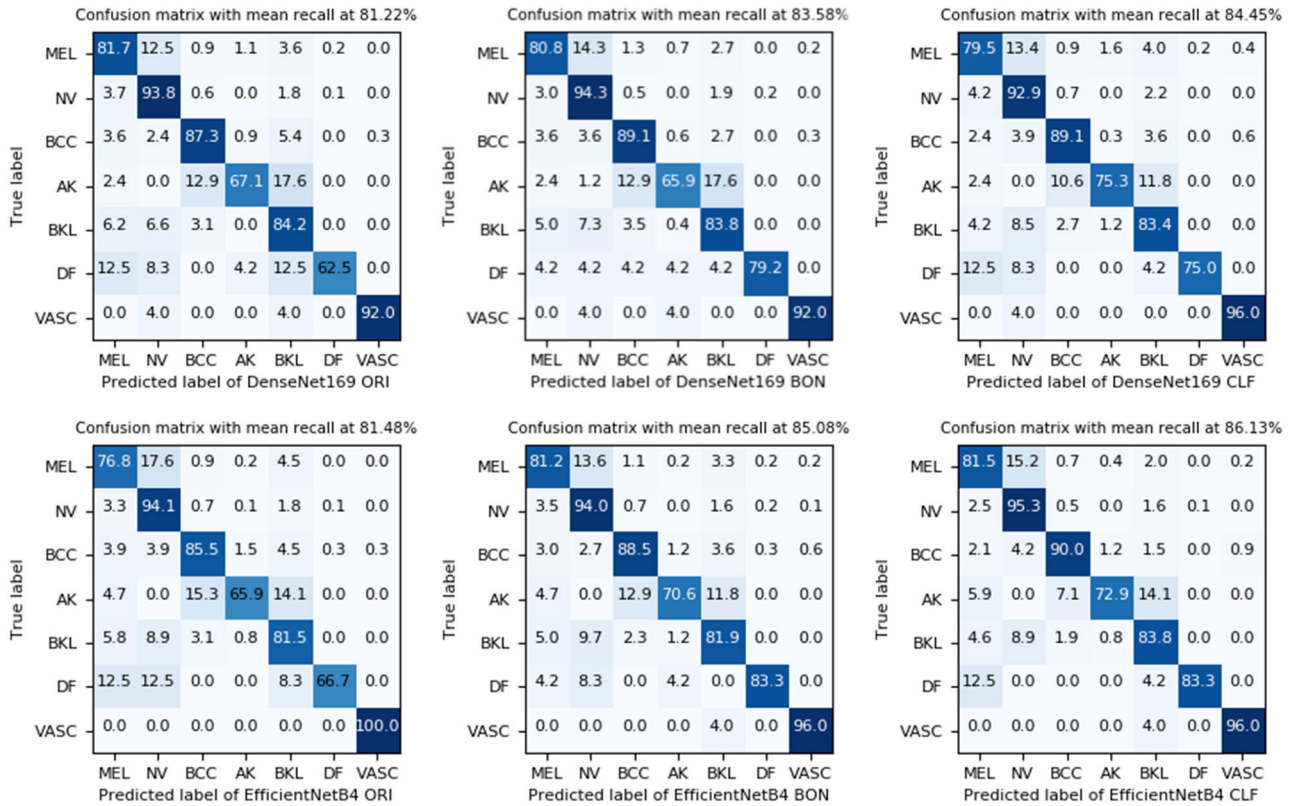 Confusion matrix with mean recall at 81.22%
MEL 81.7 12.5 0.9 1.1 3.6 0.2 0.0
NV 3.7 93.8 0.6 0.0 1.8 0.1 0.0
BCC 3.6 2.4 87.3 0.9 5.4 0.0 0.3
AK 2.4 0.0 12.9 67.1 17.6 0.0 0.0
BKL 6.2 6.6 3.1 0.0 84.2 0.0 0.0
DF 12.5 8.3 0.0 4.2 12.5 62.5 0.0
VASC 0.0 4.0 0.0 0.0 4.0 0.0 92.0
True label
MEL NV BCC AK BKL DF VASC
Predicted label of DenseNet169 ORI
Confusion matrix with mean recall at 83.58%
MEL 80.8 14.3 1.3 0.7 2.7 0.0 0.2
NV 3.0 94.3 0.5 0.0 1.9 0.2 0.0
BCC 3.6 3.6 89.1 0.6 2.7 0.0 0.3
AK 2.4 1.2 12.9 65.9 17.6 0.0 0.0
BKL 5.0 7.3 3.5 0.4 83.8 0.0 0.0
DF 4.2 4.2 4.2 4.2 4.2 79.2 0.0
VASC 0.0 4.0 0.0 4.0 0.0 0.0 92.0
True label
MEL NV BCC AK BKL DF VASC
Predicted label of DenseNet169 BON
Confusion matrix with mean recall at 84.45%
MEL 79.5 13.4 0.9 1.6 4.0 0.2 0.4
NV 4.2 92.9 0.7 0.0 2.2 0.0 0.0
BCC 2.4 3.9 89.1 0.3 3.6 0.0 0.6
AK 2.4 0.0 10.6 75.3 11.8 0.0 0.0
BKL 4.2 8.5 2.7 1.2 83.4 0.0 0.0
DF 12.5 8.3 0.0 0.0 4.2 75.0 0.0
VASC 0.0 4.0 0.0 0.0 0.0 0.0 96.0
True label
MEL NV BCC AK BKL DF VASC
Predicted label of DenseNet169 CLF
Confusion matrix with mean recall at 81.48%
MEL 76.8 17.6 0.9 0.2 4.5 0.0 0.0
NV 3.3 94.1 0.7 0.1 1.8 0.1 0.0
BCC 3.9 3.9 85.5 1.5 4.5 0.3 0.3
AK 4.7 0.0 15.3 65.9 14.1 0.0 0.0
BKL 5.8 8.9 3.1 0.8 81.5 0.0 0.0
DF 12.5 12.5 0.0 0.0 8.3 66.7 0.0
VASC 0.0 0.0 0.0 0.0 0.0 0.0 100.0
True label
MEL NV BCC AK BKL DF VASC
Predicted label of EfficientNetB4 ORI
Confusion matrix with mean recall at 85.08%
MEL 81.2 13.6 1.1 0.2 3.3 0.2 0.2
NV 3.5 94.0 0.7 0.0 1.6 0.2 0.1
BCC 3.0 2.7 88.5 1.2 3.6 0.3 0.6
AK 4.7 0.0 12.9 70.6 11.8 0.0 0.0
BKL 5.0 9.7 2.3 1.2 81.9 0.0 0.0
DF 4.2 8.3 0.0 4.2 0.0 83.3 0.0
VASC 0.0 0.0 0.0 0.0 4.0 0.0 96.0
True label
MEL NV BCC AK BKL DF VASC
Predicted label of EfficientNetB4 BON
Confusion matrix with mean recall at 86.13%
MEL 81.5 15.2 0.7 0.4 2.0 0.0 0.2
NV 2.5 95.3 0.5 0.0 1.6 0.1 0.0
BCC 2.1 4.2 90.0 1.2 1.5 0.0 0.9
AK 5.9 0.0 7.1 72.9 14.1 0.0 0.0
BKL 4.6 8.9 1.9 0.8 83.8 0.0 0.0
DF 12.5 0.0 0.0 0.0 4.2 83.3 0.0
VASC 0.0 0.0 0.0 0.0 4.0 0.0 96.0
True label
MEL NV BCC AK BKL DF VASC
Predicted label of EfficientNetB4 CLF